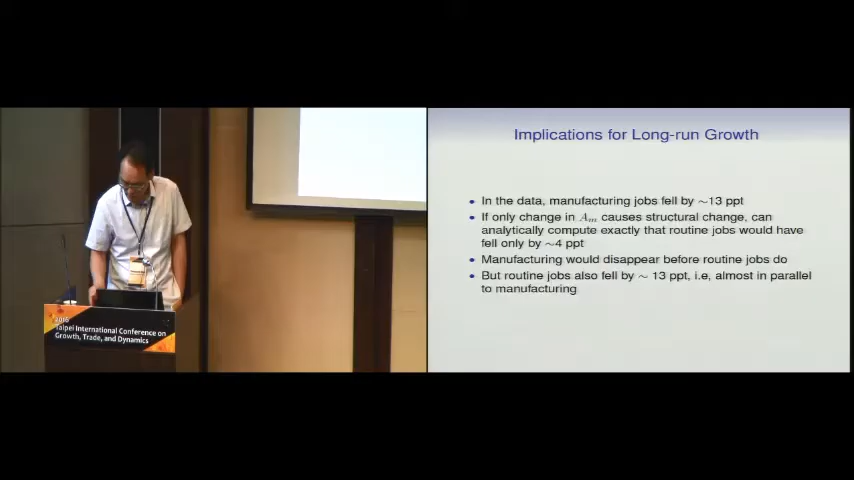 2016
Taipei International Conference on
Growth, Trade, and Dynamics
Implications for Long-run Growth
• In the data, manufacturing jobs fell by ∼13 ppt
• If only change in Aₘ causes structural change, can
analytically compute exactly that routine jobs would have
fell only by ∼4 ppt
• Manufacturing would disappear before routine jobs do
• But routine jobs also fell by ∼ 13 ppt, i.e, almost in parallel
to manufacturing